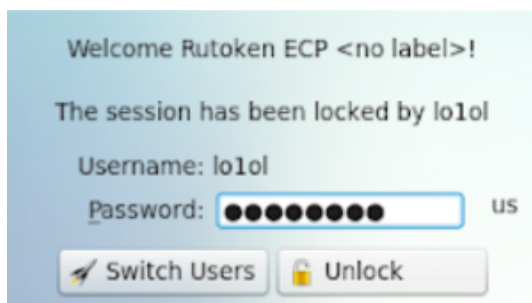 Welcome Rutoken ECP <no label>!
The session has been locked by lo1ol
Username: lo1ol
Password: ●●●●●●●● us
Switch Users Unlock